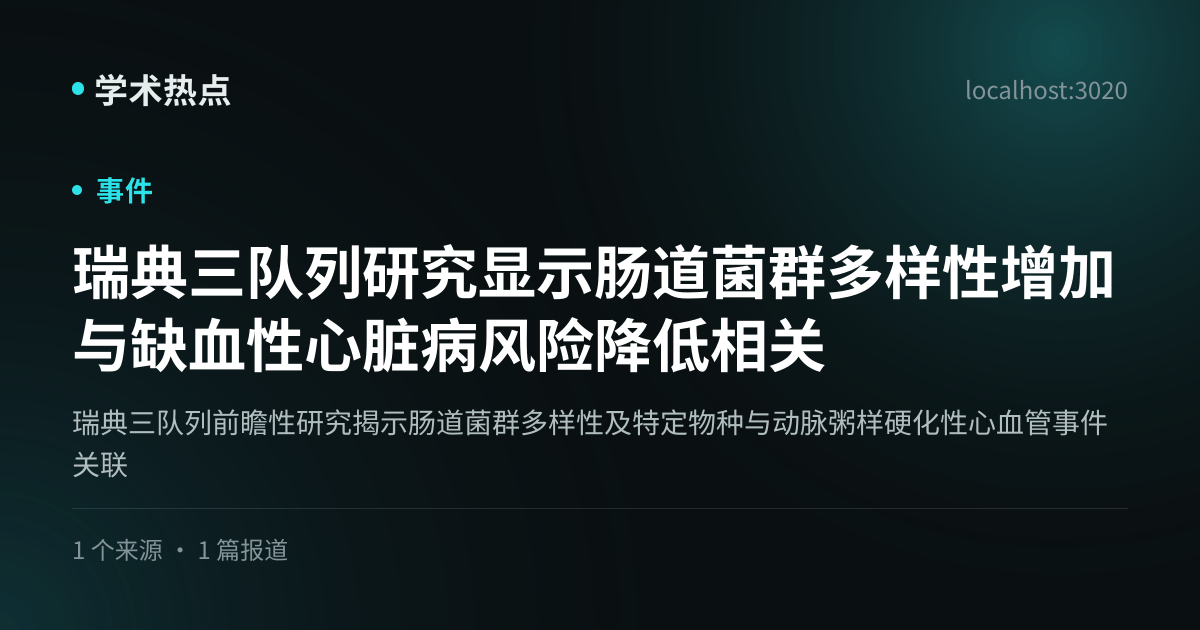 学术热点
localhost:3020
事件
瑞典三队列研究显示肠道菌群多样性增加
与缺血性心脏病风险降低相关
瑞典三队列前瞻性研究揭示肠道菌群多样性及特定物种与动脉粥样硬化性心血管事件
关联
1 个来源 · 1 篇报道